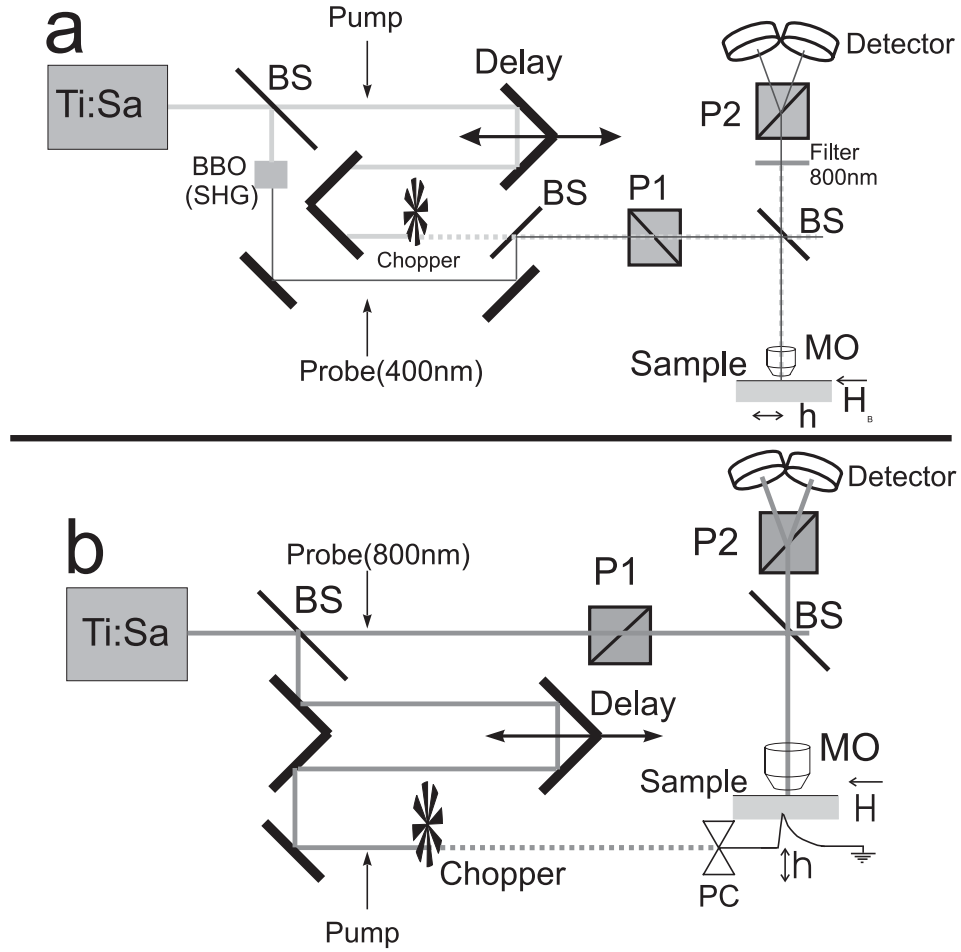 a
Pump
Ti:Sa
BS
Delay
Detector
P2
BBO
(SHG)
Filter
800nm
BS
P1
BS
Chopper
Probe(400nm)
Sample
MO
h
H_B
Detector
b
Probe(800nm)
P2
P1
Ti:Sa
BS
BS
Delay
MO
Sample
H
Chopper
PC
h
Pump